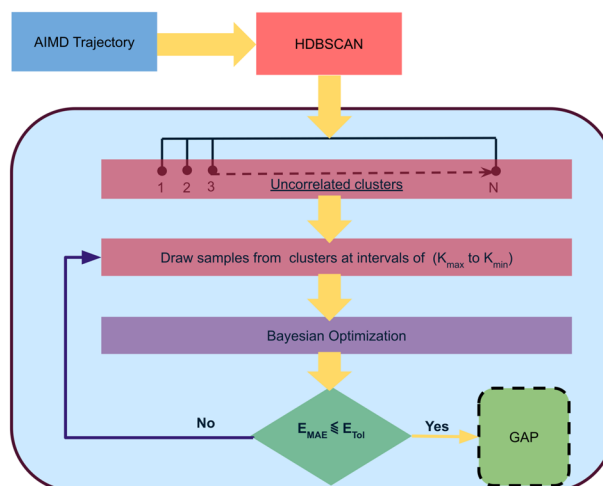 AIMD Trajectory
HDBSCAN
1 2 3 N
Uncorrelated clusters
Draw samples from clusters at intervals of (Kmax to Kmin)
Bayesian Optimization
No
EMAE ≦ ETol
Yes
GAP